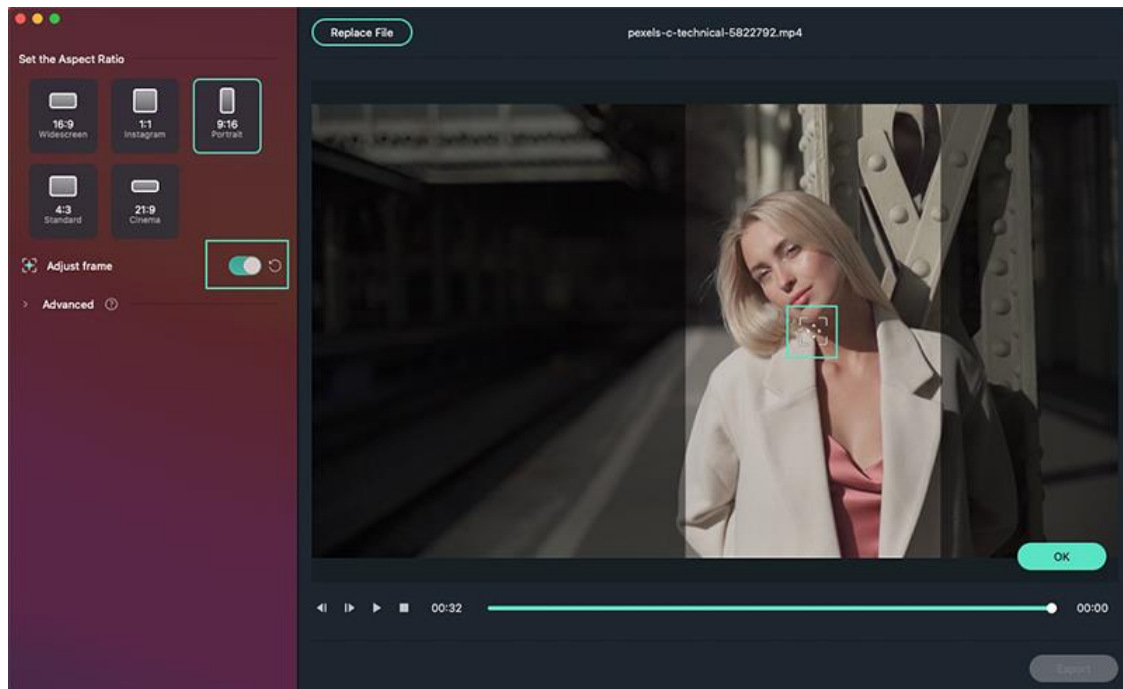 Replace File
pexels-c-technical-5822792.mp4
Set the Aspect Ratio
16:9
Widescreen
1:1
Instagram
9:16
Portrait
4:3
Standard
21:9
Cinema
Adjust frame
Advanced
OK
00:32
00:00
Export